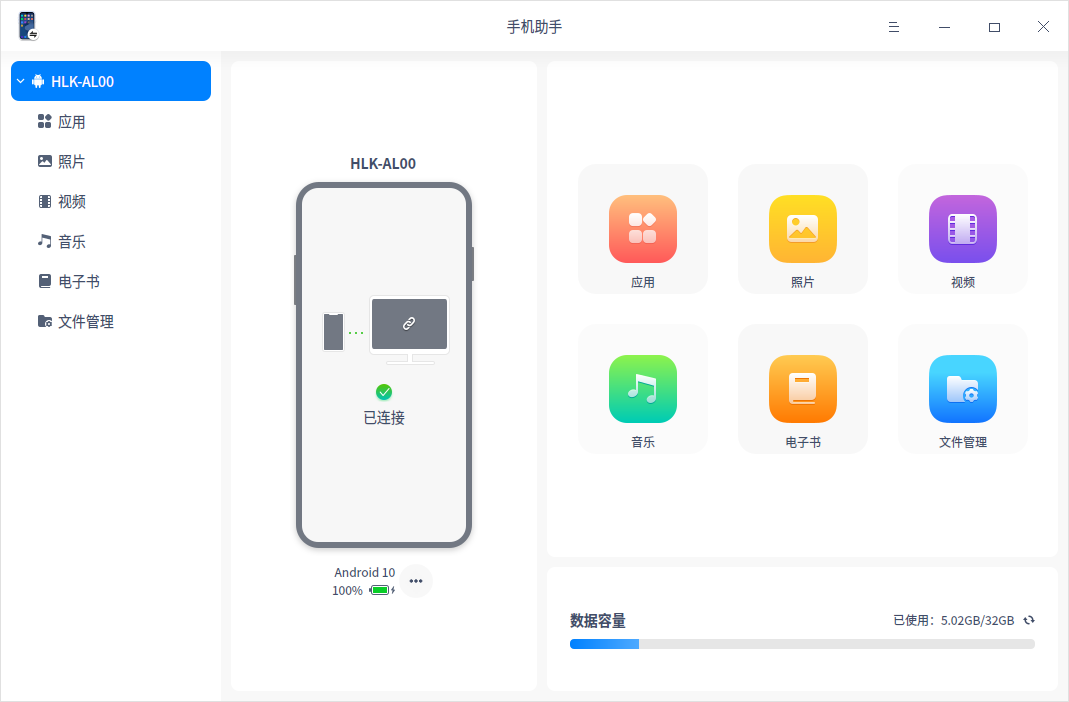 手机助手
HLK-AL00
应用
照片
视频
音乐
电子书
文件管理
HLK-AL00
已连接
Android 10
100%
应用
照片
视频
音乐
电子书
文件管理
数据容量
已使用：5.02GB/32GB